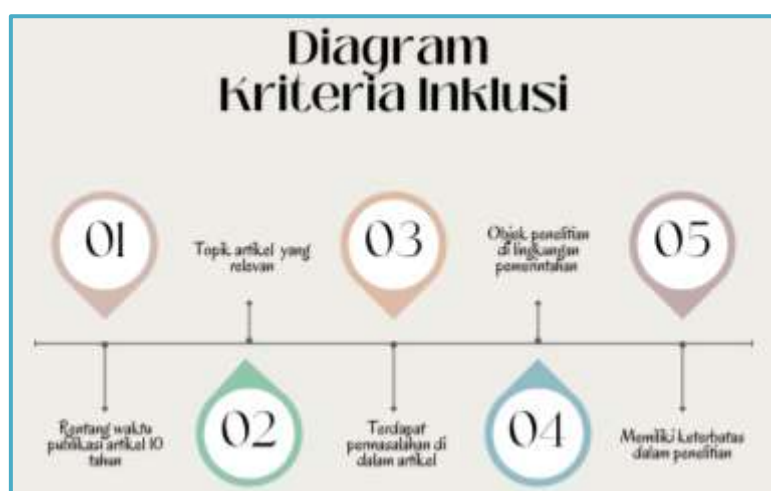 Diagram
Kriteria Inklusi
01
Rentang waktu
publikasi artikel 10
tahun
Topik artikel yang
relevan
02
03
Terdapat
permasalahan di
dalam artikel
Objek penelitian
di lingkungan
pemerintahan
04
05
Memiliki keterbatas
dalam penelitian